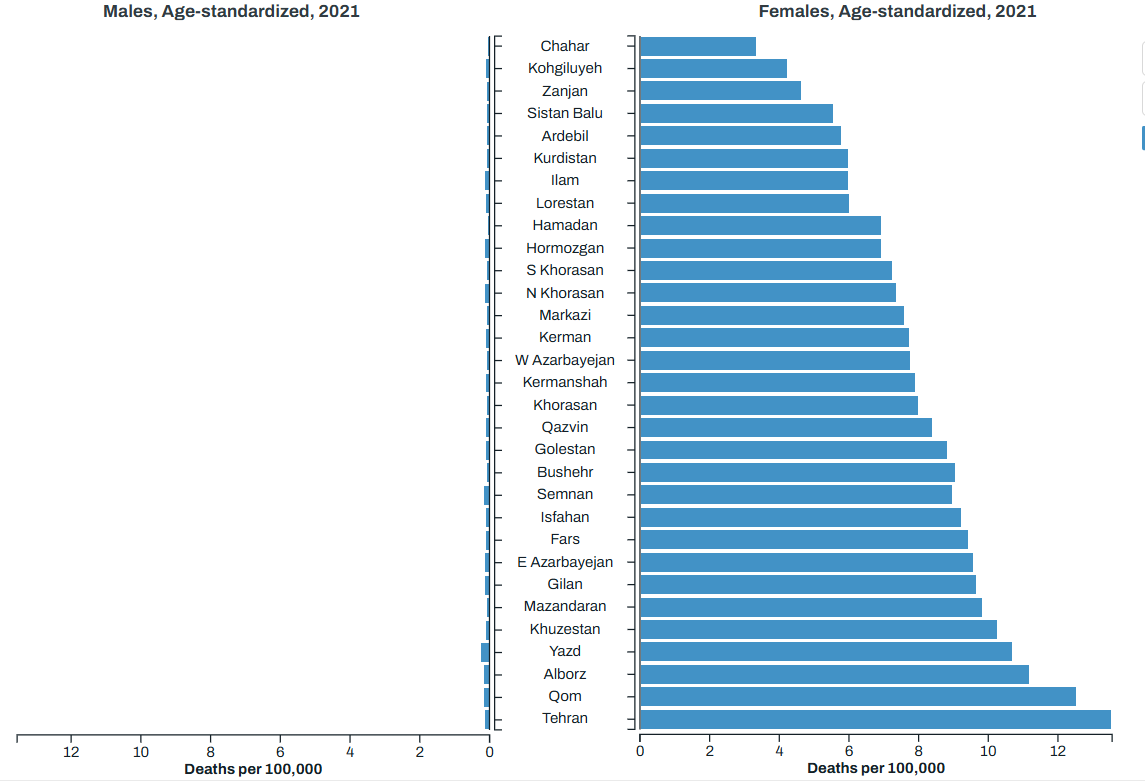 Males, Age-standardized, 2021
Females, Age-standardized, 2021
Chahar
Kohgiluyeh
Zanjan
Sistan Balu
Ardebil
Kurdistan
Ilam
Lorestan
Hamadan
Hormozgan
S Khorasan
N Khorasan
Markazi
Kerman
W Azarbayejan
Kermanshah
Khorasan
Qazvin
Golestan
Bushehr
Semnan
Isfahan
Fars
E Azarbayejan
Gilan
Mazandaran
Khuzestan
Yazd
Alborz
Qom
Tehran
12 10 8 6 4 2 0
0 2 4 6 8 10 12
Deaths per 100,000
Deaths per 100,000